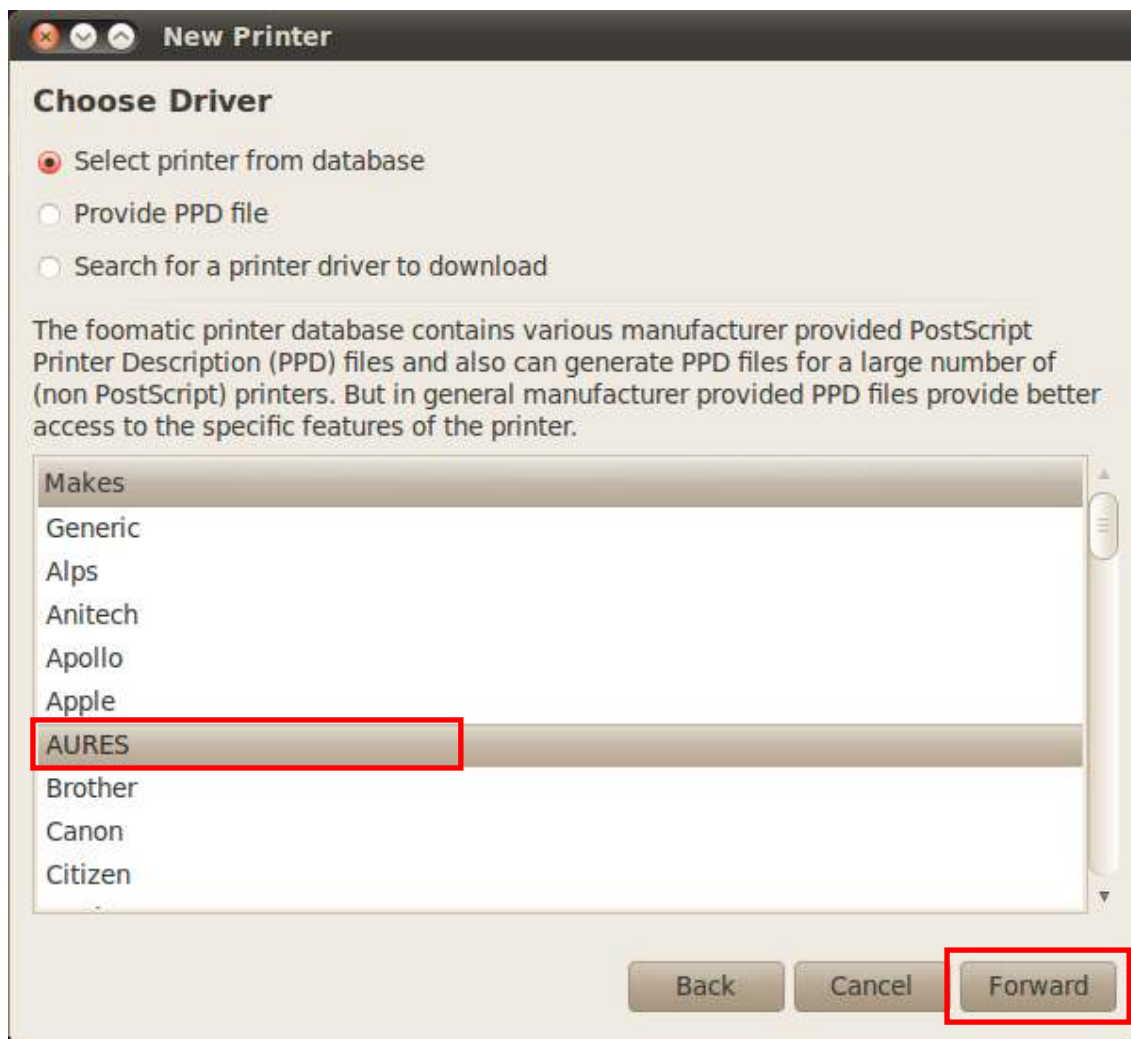 New Printer
Choose Driver
Select printer from database
Provide PPD file
Search for a printer driver to download
The foomatic printer database contains various manufacturer provided PostScript
Printer Description (PPD) files and also can generate PPD files for a large number of
(non PostScript) printers. But in general manufacturer provided PPD files provide better
access to the specific features of the printer.
Makes
Generic
Alps
Anitech
Apollo
Apple
AURES
Brother
Canon
Citizen
Back Cancel Forward